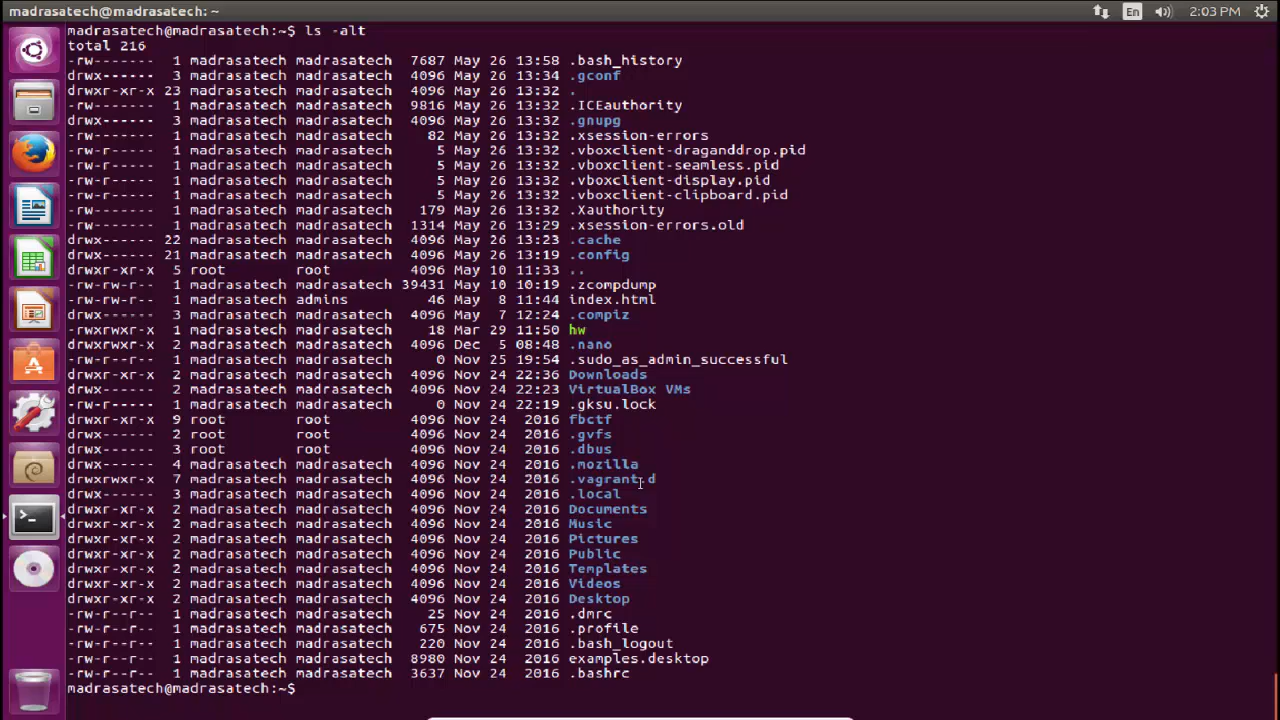 madrasatech@madrasatech: ~
En
2:03 PM
madrasatech@madrasatech:~$ ls -alt
total 216
-rw------- 1 madrasatech madrasatech 7687 May 26 13:58 .bash_history
drwx------ 3 madrasatech madrasatech 4096 May 26 13:34 .gconf
drwxr-xr-x 23 madrasatech madrasatech 4096 May 26 13:32 .
-rw------- 1 madrasatech madrasatech 9816 May 26 13:32 .ICEauthority
drwx------ 3 madrasatech madrasatech 4096 May 26 13:32 .gnupg
-rw------- 1 madrasatech madrasatech 82 May 26 13:32 .xsession-errors
-rw-r----- 1 madrasatech madrasatech 5 May 26 13:32 .vboxclient-draganddrop.pid
-rw-r----- 1 madrasatech madrasatech 5 May 26 13:32 .vboxclient-seamless.pid
-rw-r----- 1 madrasatech madrasatech 5 May 26 13:32 .vboxclient-display.pid
-rw-r----- 1 madrasatech madrasatech 5 May 26 13:32 .vboxclient-clipboard.pid
-rw------- 1 madrasatech madrasatech 179 May 26 13:32 .Xauthority
-rw------- 1 madrasatech madrasatech 1314 May 26 13:29 .xsession-errors.old
drwx------ 22 madrasatech madrasatech 4096 May 26 13:23 .cache
drwx------ 21 madrasatech madrasatech 4096 May 26 13:19 .config
drwxr-xr-x 5 root root 4096 May 10 11:33 ..
-rw-rw-r-- 1 madrasatech madrasatech 39431 May 10 10:19 .zcompdump
-rw-rw-r-- 1 madrasatech admins 46 May 8 11:44 index.html
drwx------ 3 madrasatech madrasatech 4096 May 7 12:24 .compiz
-rwxrwxr-x 1 madrasatech madrasatech 18 Mar 29 11:50 hw
drwxrwxr-x 2 madrasatech madrasatech 4096 Dec 5 08:48 .nano
-rw-r--r-- 1 madrasatech madrasatech 0 Nov 25 19:54 .sudo_as_admin_successful
drwxr-xr-x 2 madrasatech madrasatech 4096 Nov 24 22:36 Downloads
drwx------ 2 madrasatech madrasatech 4096 Nov 24 22:23 VirtualBox VMs
-rw-r--r-- 1 madrasatech madrasatech 0 Nov 24 22:19 .gksu.lock
drwxr-xr-x 9 root root 4096 Nov 24 2016 fbctf
drwx------ 2 root root 4096 Nov 24 2016 .gvfs
drwx------ 3 root root 4096 Nov 24 2016 .dbus
drwx------ 4 madrasatech madrasatech 4096 Nov 24 2016 .mozilla
drwxrwxr-x 7 madrasatech madrasatech 4096 Nov 24 2016 .vagrant.d
drwx------ 3 madrasatech madrasatech 4096 Nov 24 2016 .local
drwxr-xr-x 2 madrasatech madrasatech 4096 Nov 24 2016 Documents
drwxr-xr-x 2 madrasatech madrasatech 4096 Nov 24 2016 Music
drwxr-xr-x 2 madrasatech madrasatech 4096 Nov 24 2016 Pictures
drwxr-xr-x 2 madrasatech madrasatech 4096 Nov 24 2016 Public
drwxr-xr-x 2 madrasatech madrasatech 4096 Nov 24 2016 Templates
drwxr-xr-x 2 madrasatech madrasatech 4096 Nov 24 2016 Videos
drwxr-xr-x 2 madrasatech madrasatech 4096 Nov 24 2016 Desktop
-rw-r--r-- 1 madrasatech madrasatech 25 Nov 24 2016 .dmrc
-rw-r--r-- 1 madrasatech madrasatech 675 Nov 24 2016 .profile
-rw-r--r-- 1 madrasatech madrasatech 220 Nov 24 2016 .bash_logout
-rw-r--r-- 1 madrasatech madrasatech 8980 Nov 24 2016 examples.desktop
-rw-r--r-- 1 madrasatech madrasatech 3637 Nov 24 2016 .bashrc
madrasatech@madrasatech:~$